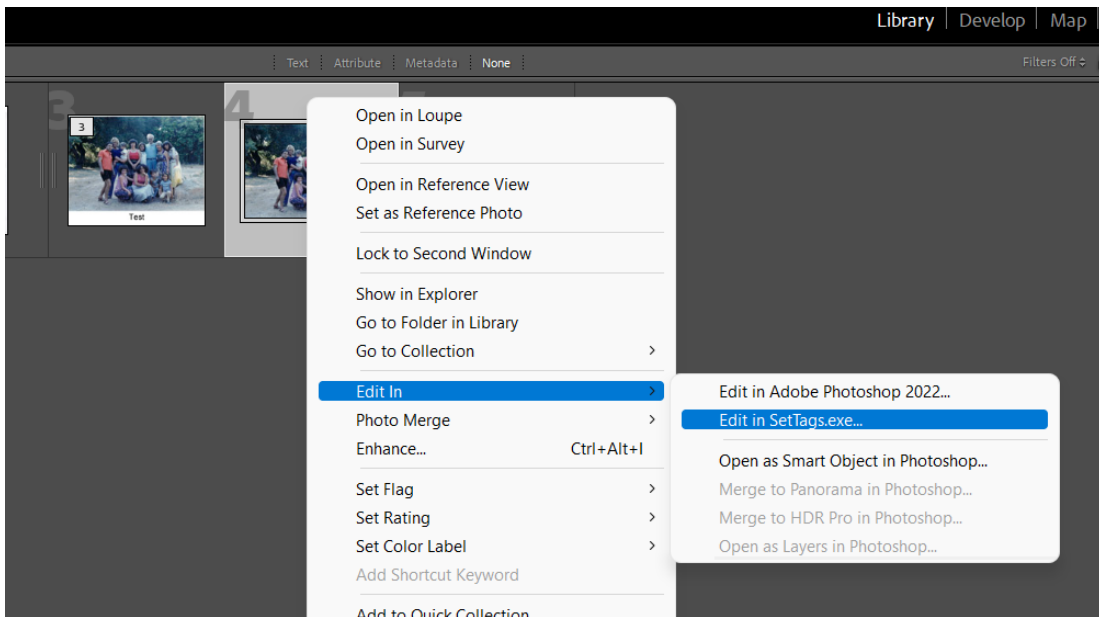 Library | Develop | Map
Text Attribute Metadata None Filters Off
3 4
3
Test
Open in Loupe
Open in Survey
Open in Reference View
Set as Reference Photo
Lock to Second Window
Show in Explorer
Go to Folder in Library
Go to Collection
Edit In
Photo Merge
Enhance... Ctrl+Alt+I
Set Flag
Set Rating
Set Color Label
Add Shortcut Keyword
Add to Quick Collection
Edit in Adobe Photoshop 2022...
Edit in SetTags.exe...
Open as Smart Object in Photoshop...
Merge to Panorama in Photoshop...
Merge to HDR Pro in Photoshop...
Open as Layers in Photoshop...